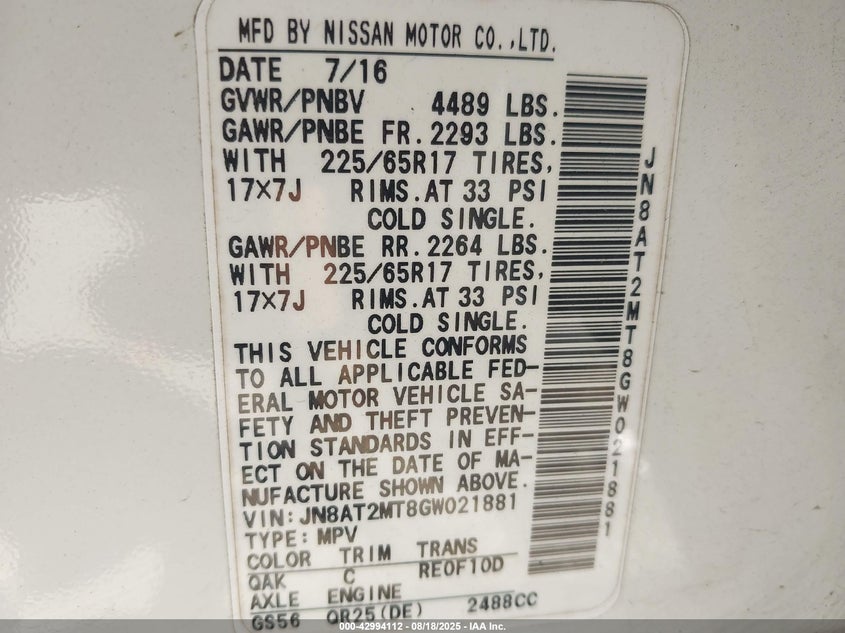 MFD BY NISSAN MOTOR CO.,LTD.
DATE 7/16
GVWR/PNBV 4489 LBS.
GAWR/PNBE FR. 2293 LBS.
WITH 225/65R17 TIRES,
17×7J RIMS.AT 33 PSI
COLD SINGLE.
GAWR/PNBE RR. 2264 LBS.
WITH 225/65R17 TIRES,
17×7J RIMS.AT 33 PSI
COLD SINGLE.
THIS VEHICLE CONFORMS
TO ALL APPLICABLE FED-
ERAL MOTOR VEHICLE SA-
FETY AND THEFT PREVEN-
TION STANDARDS IN EFF-
ECT ON THE DATE OF MA-
NUFACTURE SHOWN ABOVE.
VIN: JN8AT2MT8GW021881
TYPE: MPV
COLOR TRIM TRANS
QAK C RE0F10D
AXLE ENGINE
GS56 QR25(DE) 2488CC
JN8AT2MT8GW021881
000-42994112 - 08/18/2025 - IAA Inc.